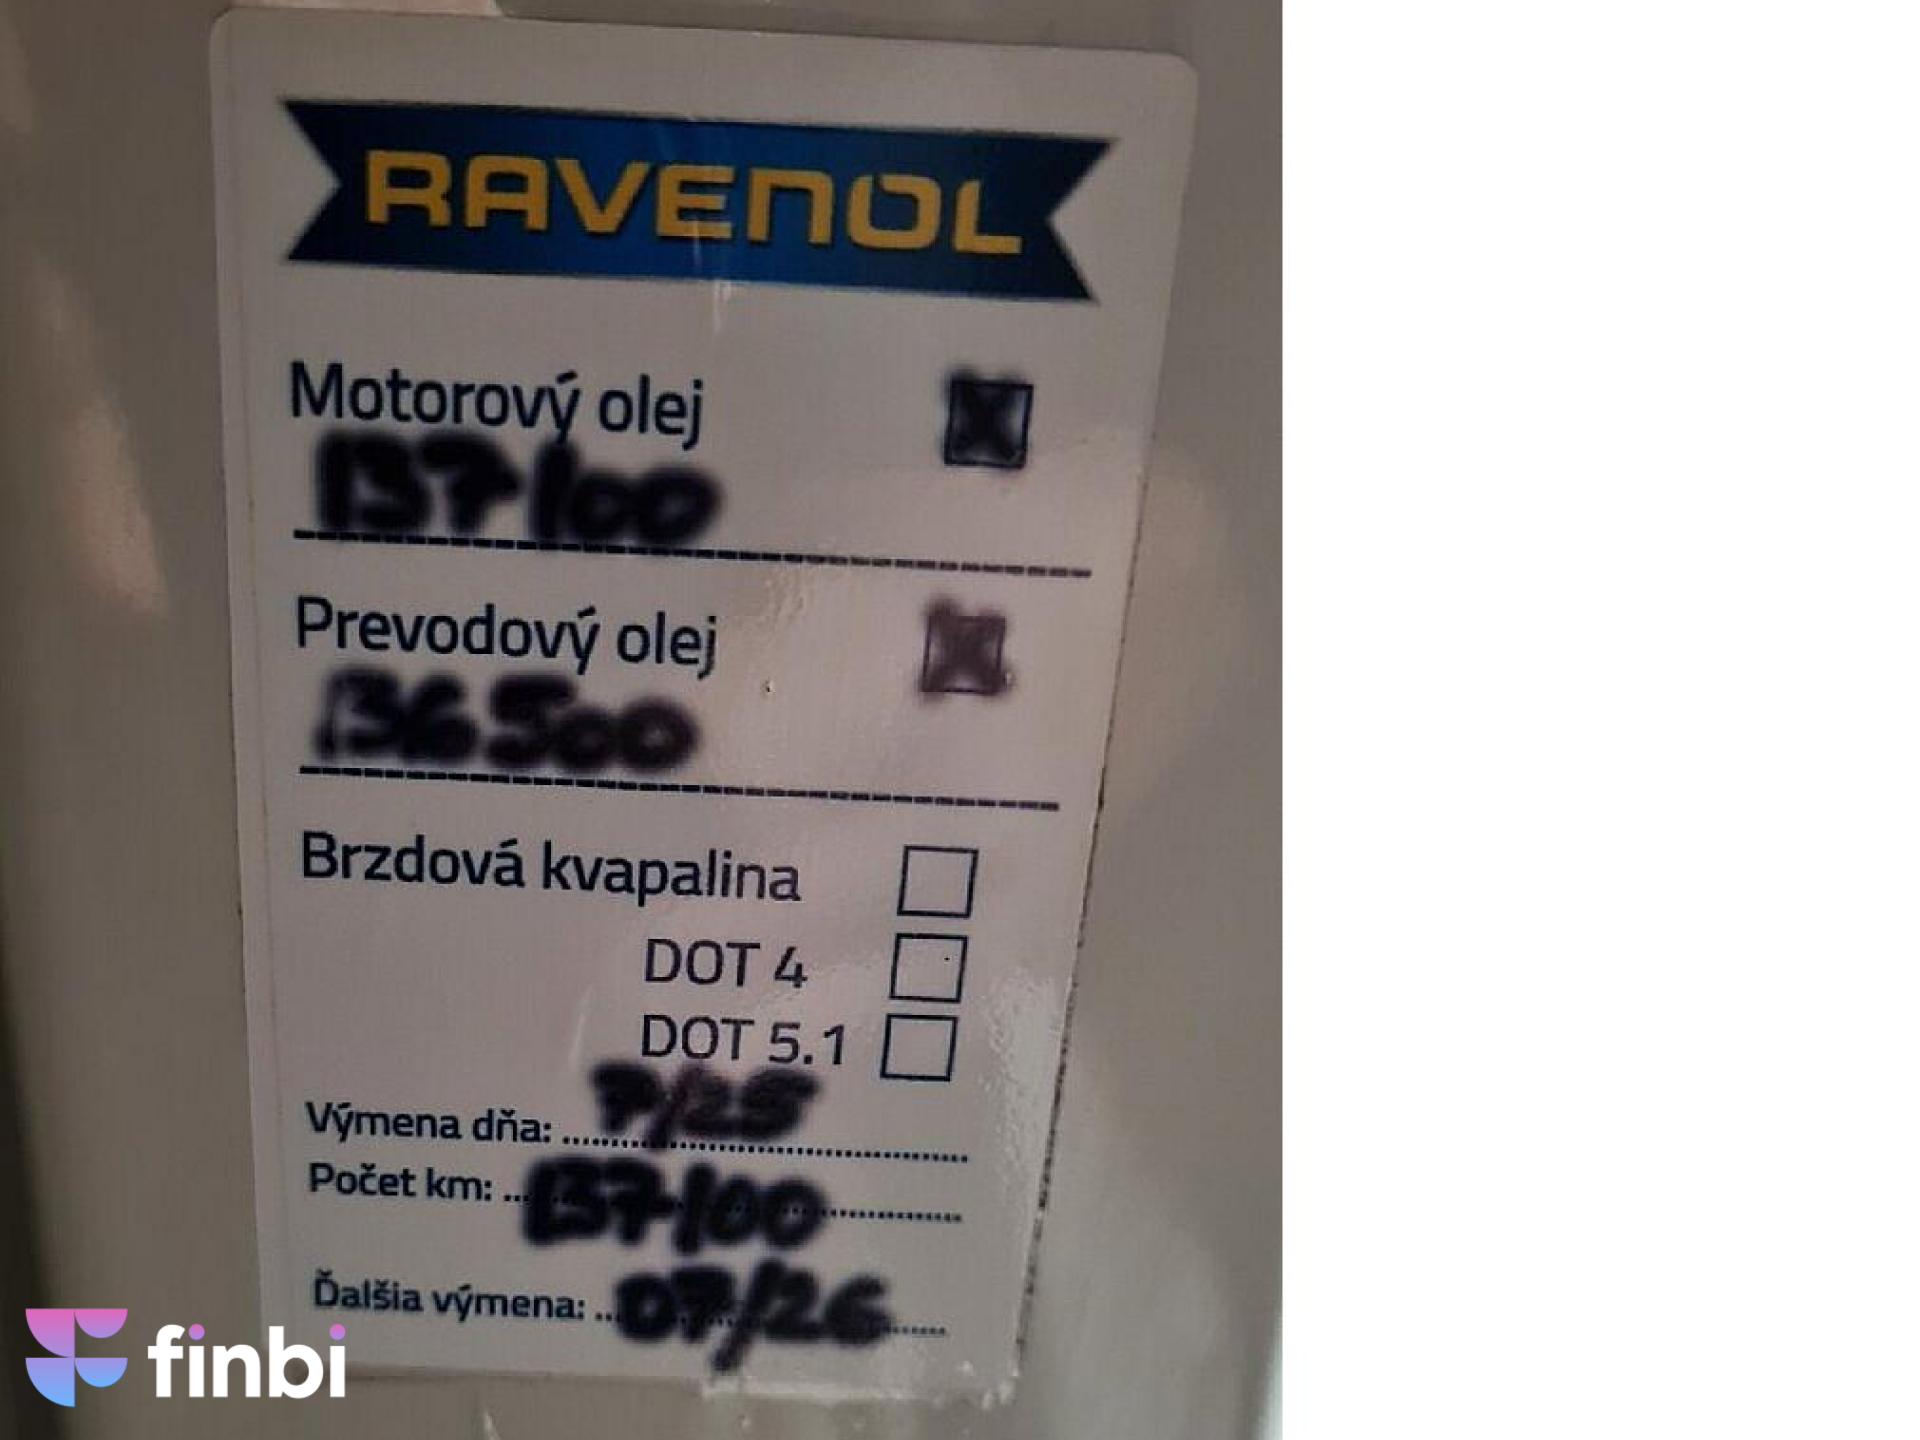 RAVENOL
Motorový olej
137100
Prevodový olej
136500
Brzdová kvapalina
DOT 4
DOT 5.1
Výmena dňa: 7/25
Počet km: 137100
Ďalšia výmena: 07/26
finbi